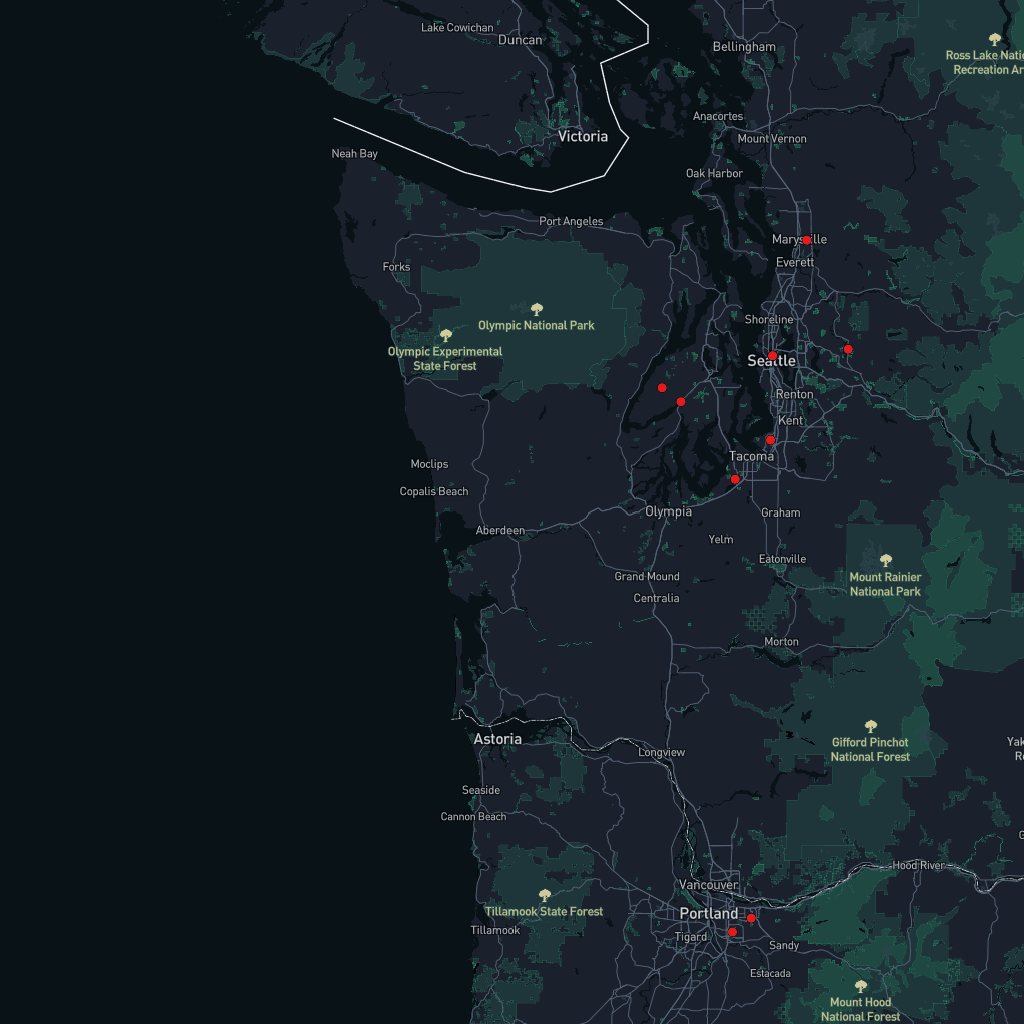 Lake Cowichan
Duncan
Bellingham
Ross Lake
Recreation
Anacortes
Victoria
Mount Vernon
Neah Bay
Oak Harbor
Port Angeles
Marysville
Everett
Forks
Shoreline
Olympic National Park
Olympic Experimental
State Forest
Seattle
Renton
Kent
Tacoma
Moclips
Copalis Beach
Olympia
Graham
Aberdeen
Yelm
Eatonville
Grand Mound
Mount Rainier
National Park
Centralia
Morton
Astoria
Gifford Pinchot
National Forest
Longview
Seaside
Cannon Beach
Hood River
Vancouver
Portland
Tillamook State Forest
Tillamook
Tigard
Sandy
Estacada
Mount Hood
National Forest